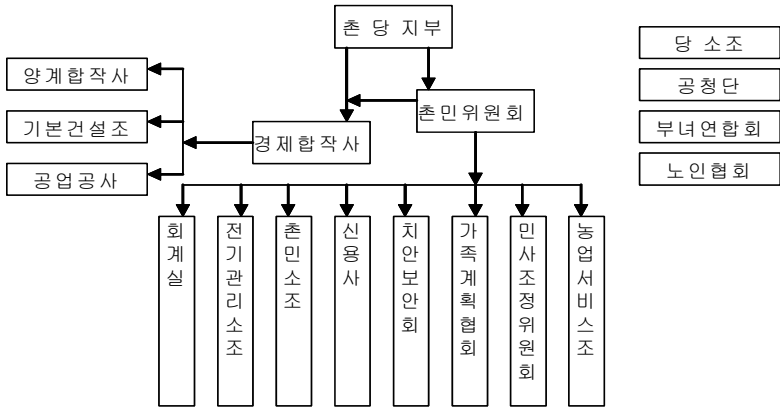 촌 당 지부
당 소조
양계합작사
공청단
촌민위원회
기본건설조
부녀연합회
경제합작사
노인협회
공업공사
회계실
전기관리소조
촌민소조
신용사
치안보안회
가족계획협회
민사조정위원회
농업서비스조